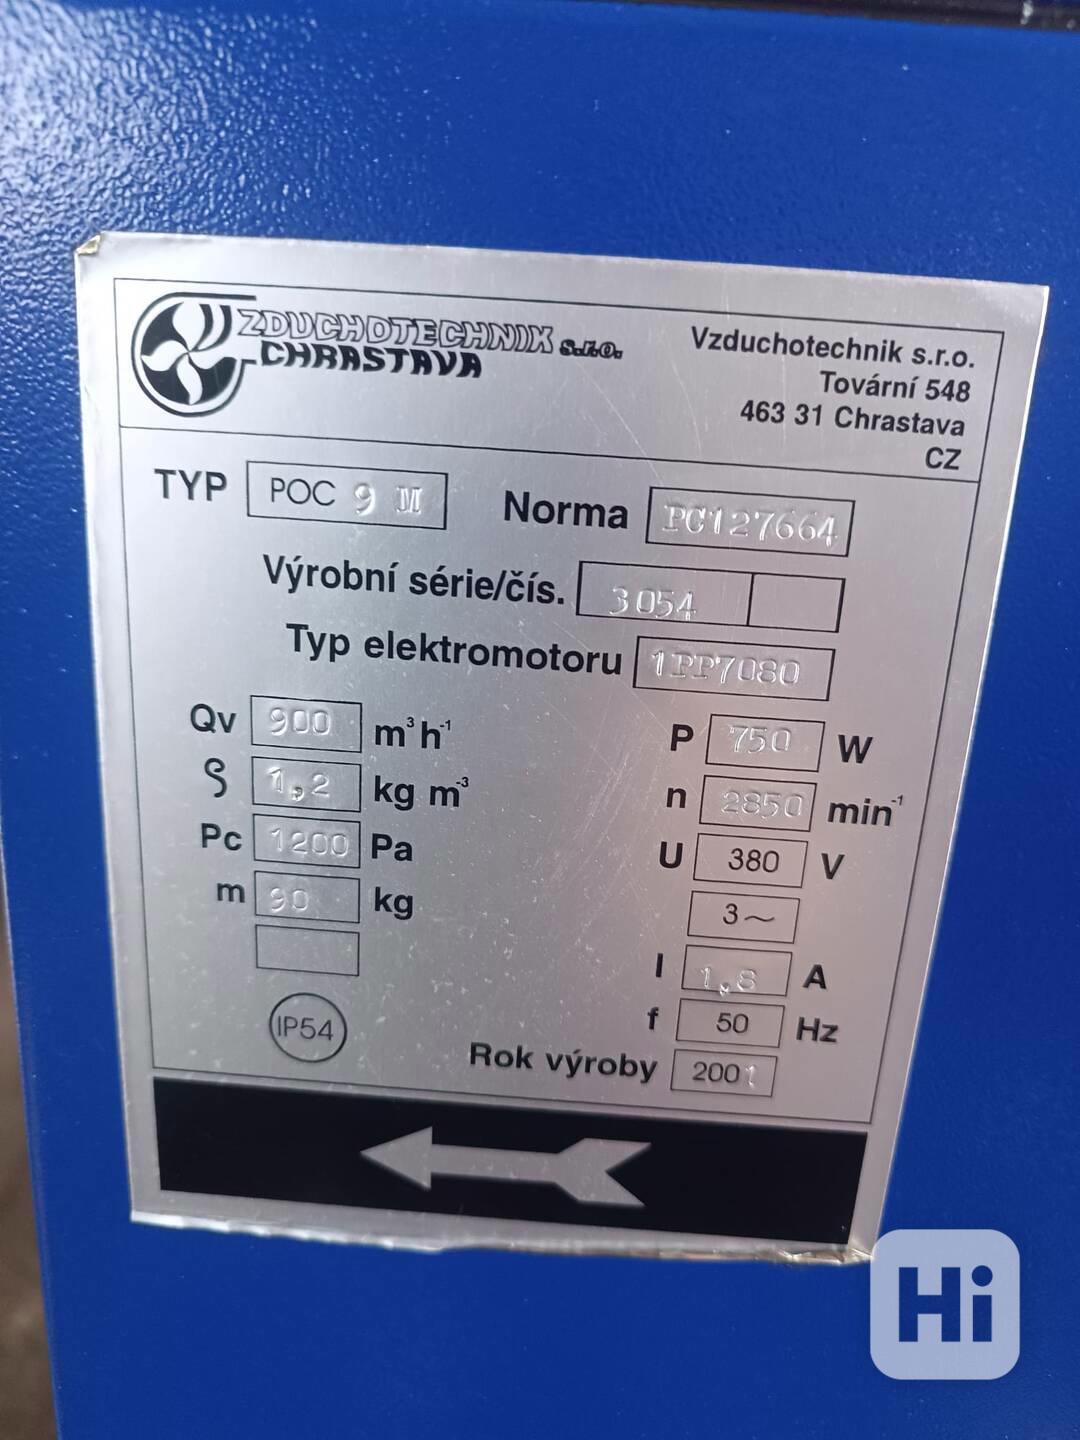 VZDUCHOTECHNIK s.r.o.
CHRASTAVA
Vzduchotechnik s.r.o.
Tovární 548
463 31 Chrastava
CZ
TYP POC 9 M Norma PC127664
Výrobní série/čís. 3054
Typ elektromotoru 1PP7080
Qv 900 m³ h⁻¹ P 750 W
ρ 1,2 kg m⁻³ n 2850 min⁻¹
Pc 1200 Pa U 380 V
m 90 kg 3~
I 1,8 A
IP54 f 50 Hz
Rok výroby 2001
Hi